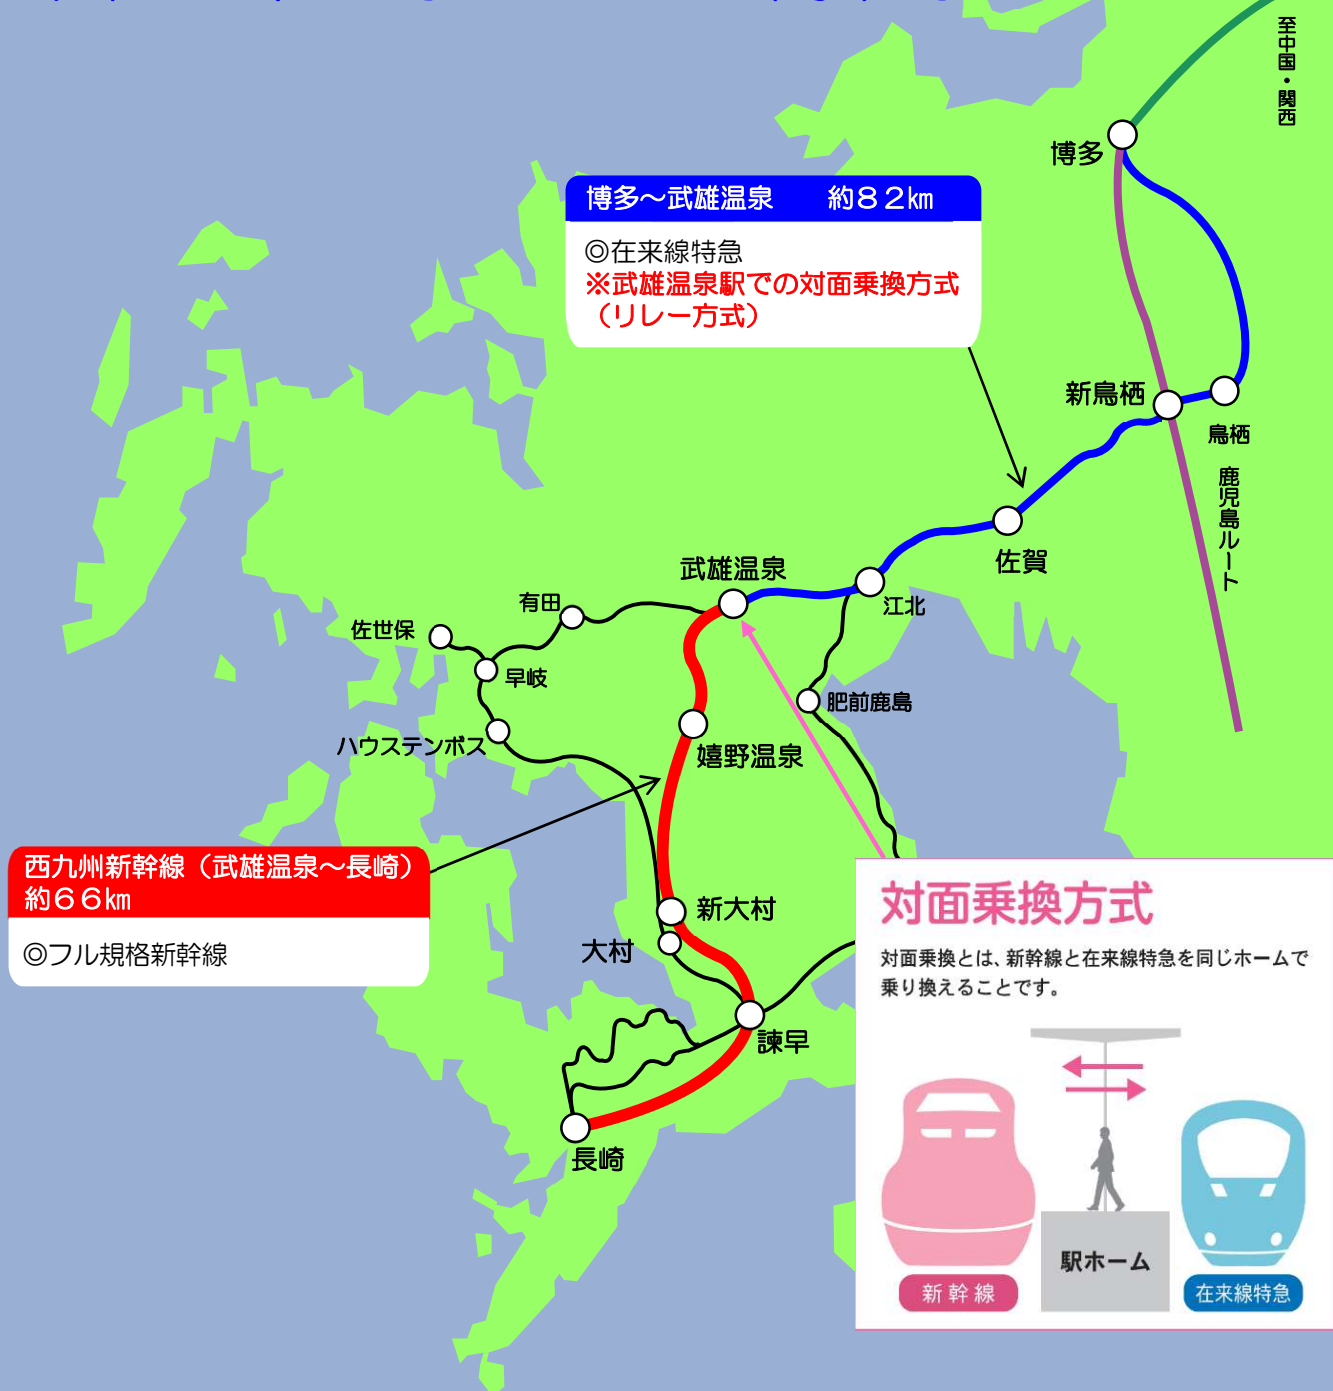 至中国・関西
博多
博多～武雄温泉　　約８２㎞
◎在来線特急
※武雄温泉駅での対面乗換方式
（リレー方式）
新鳥栖
鳥栖
鹿児島ルート
佐賀
武雄温泉
江北
有田
佐世保
早岐
肥前鹿島
ハウステンボス
嬉野温泉
西九州新幹線（武雄温泉～長崎）
約６６㎞
◎フル規格新幹線
新大村
大村
諫早
長崎
対面乗換方式
対面乗換とは、新幹線と在来線特急を同じホームで
乗り換えることです。
駅ホーム
新幹線
在来線特急